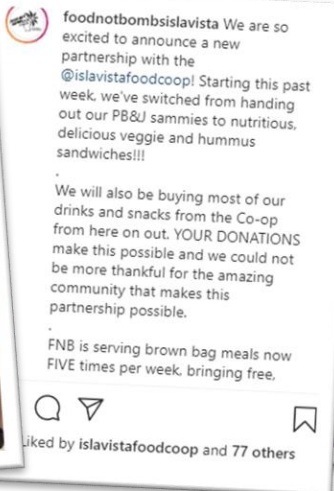 foodnotbombsislavista We are so
excited to announce a new
partnership with the
@islavistafoodcoop! Starting this past
week, we've switched from handing
out our PB&J sammies to nutritious,
delicious veggie and hummus
sandwiches!!!
.
We will also be buying most of our
drinks and snacks from the Co-op
from here on out. YOUR DONATIONS
make this possible and we could not
be more thankful for the amazing
community that makes this
partnership possible.
.
FNB is serving brown bag meals now
FIVE times per week, bringing free,
Liked by islavistafoodcoop and 77 others